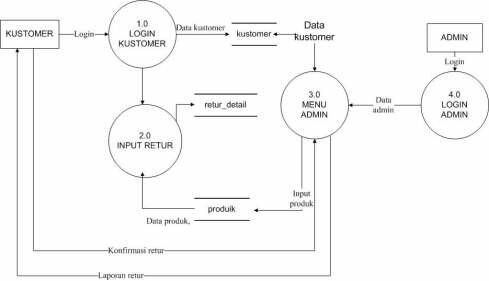 KUSTOMER
Login
1.0
LOGIN
KUSTOMER
Data kustomer
kustomer
Data
kustomer
ADMIN
Login
3.0
MENU
ADMIN
Data
admin
4.0
LOGIN
ADMIN
retur_detail
2.0
INPUT RETUR
Input
produk
produik
Data produk,
Konfirmasi retur
Laporan retur